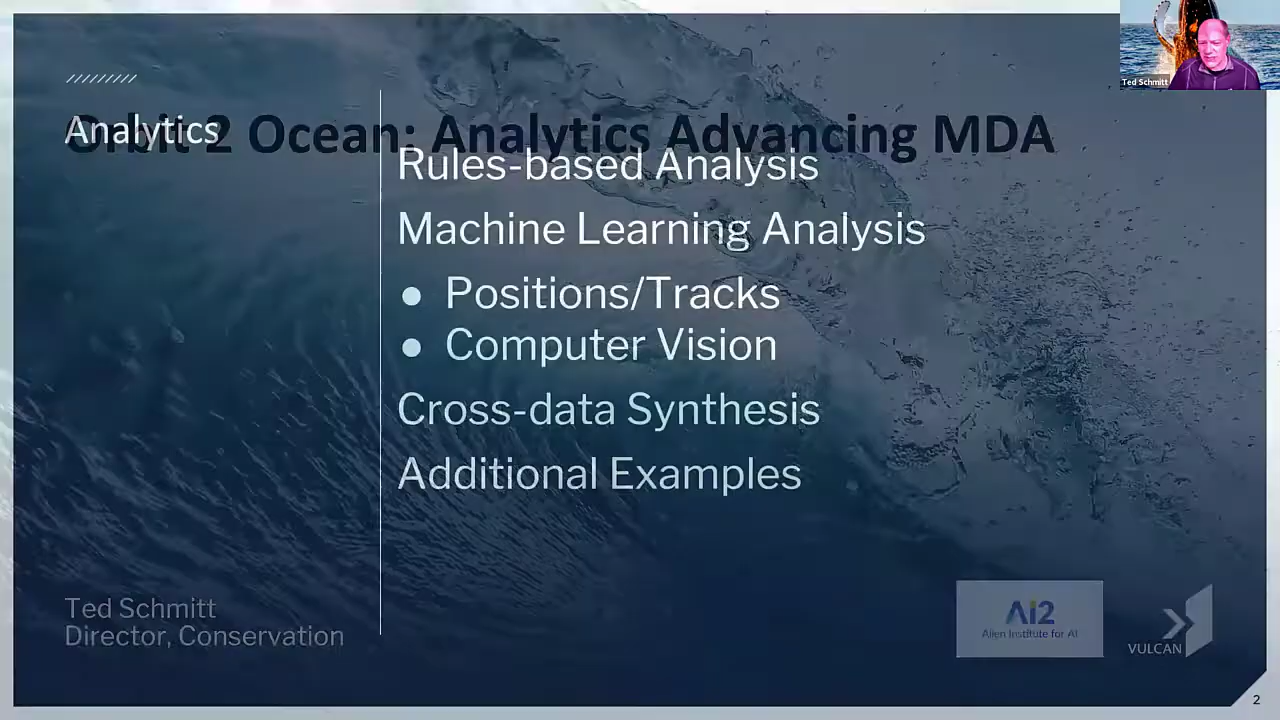 Ted Schmitt
Orbit 2 Ocean: Analytics Advancing MDA
Analytics
Rules-based Analysis
Machine Learning Analysis
● Positions/Tracks
● Computer Vision
Cross-data Synthesis
Additional Examples
Ted Schmitt
Director, Conservation
Ai2
Allen Institute for AI
VULCAN
2